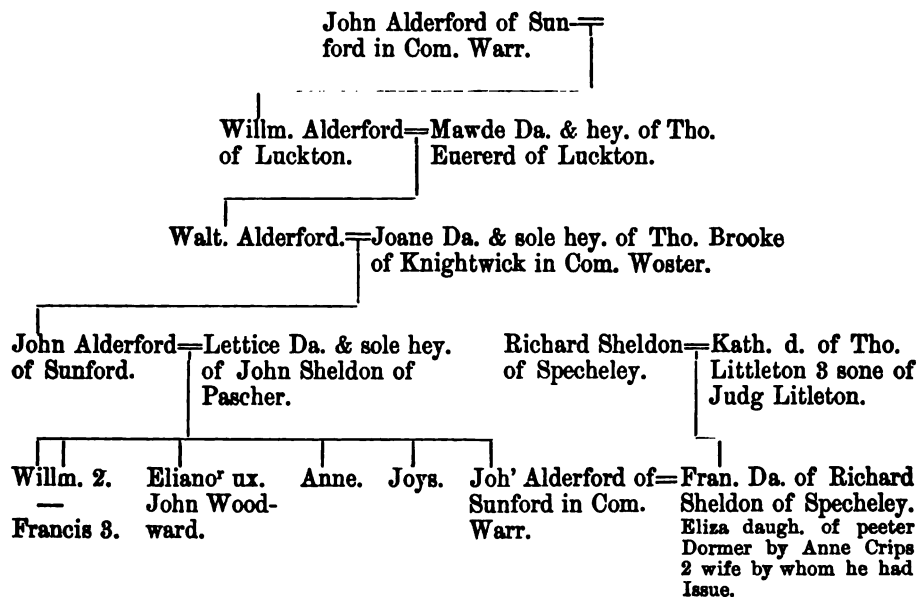 John Alderford of Sun-
ford in Com. Warr.
Willm. Alderford=Mawde Da. & hey. of Tho.
of Luckton. Euererd of Luckton.
Walt. Alderford.=Joane Da. & sole hey. of Tho. Brooke
of Knightwick in Com. Woster.
John Alderford=Lettice Da. & sole hey.
of Sunford. of John Sheldon of
Pascher.
Richard Sheldon=Kath. d. of Tho.
of Specheley. Littleton 3 sone of
Judg Litleton.
Willm. 2.
—
Francis 3.
Elianoʳ ux.
John Wood-
ward.
Anne.
Joys.
Joh' Alderford of=Fran. Da. of Richard
Sunford in Com. Sheldon of Specheley.
Warr. Eliza daugh. of peeter
Dormer by Anne Crips
2 wife by whom he had
Issue.